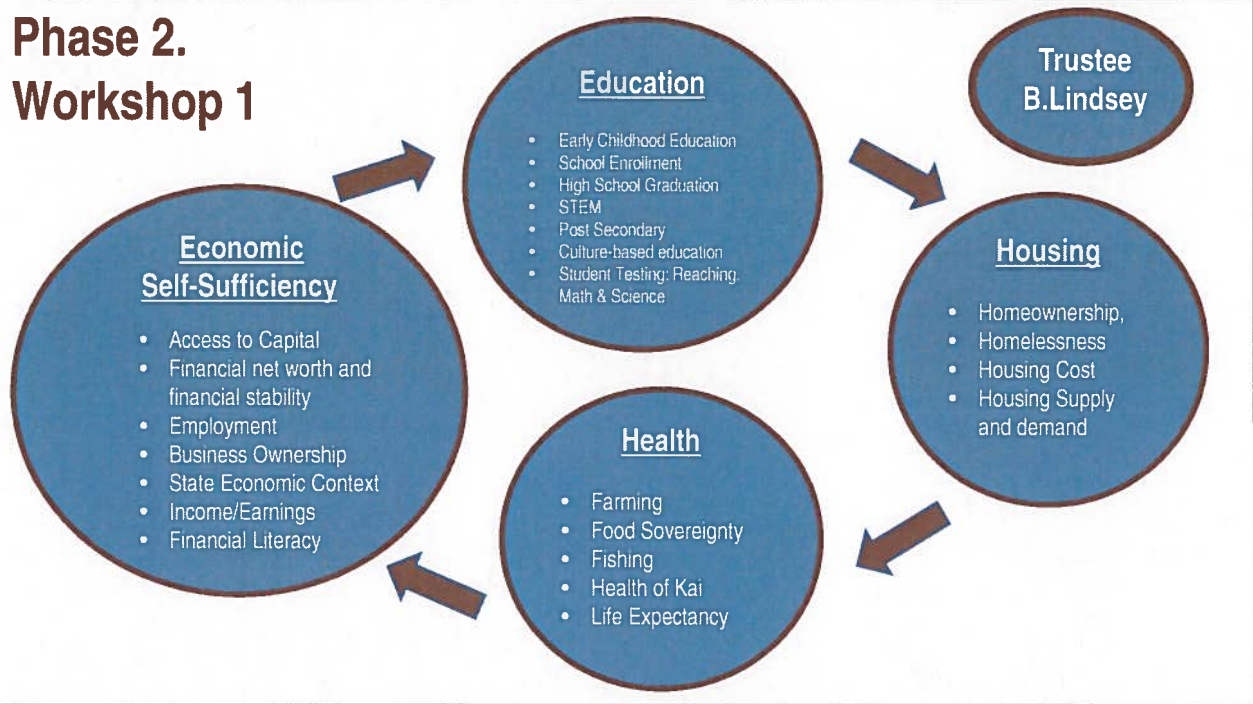 Phase 2.
Workshop 1
Trustee
B.Lindsey
Education
• Early Childhood Education
• School Enrollment
• High School Graduation
• STEM
• Post Secondary
• Culture-based education
• Student Testing: Reaching.
Math & Science
Economic
Self-Sufficiency
• Access to Capital
• Financial net worth and
financial stability
• Employment
• Business Ownership
• State Economic Context
• Income/Earnings
• Financial Literacy
Housing
• Homeownership,
• Homelessness
• Housing Cost
• Housing Supply
and demand
Health
• Farming
• Food Sovereignty
• Fishing
• Health of Kai
• Life Expectancy